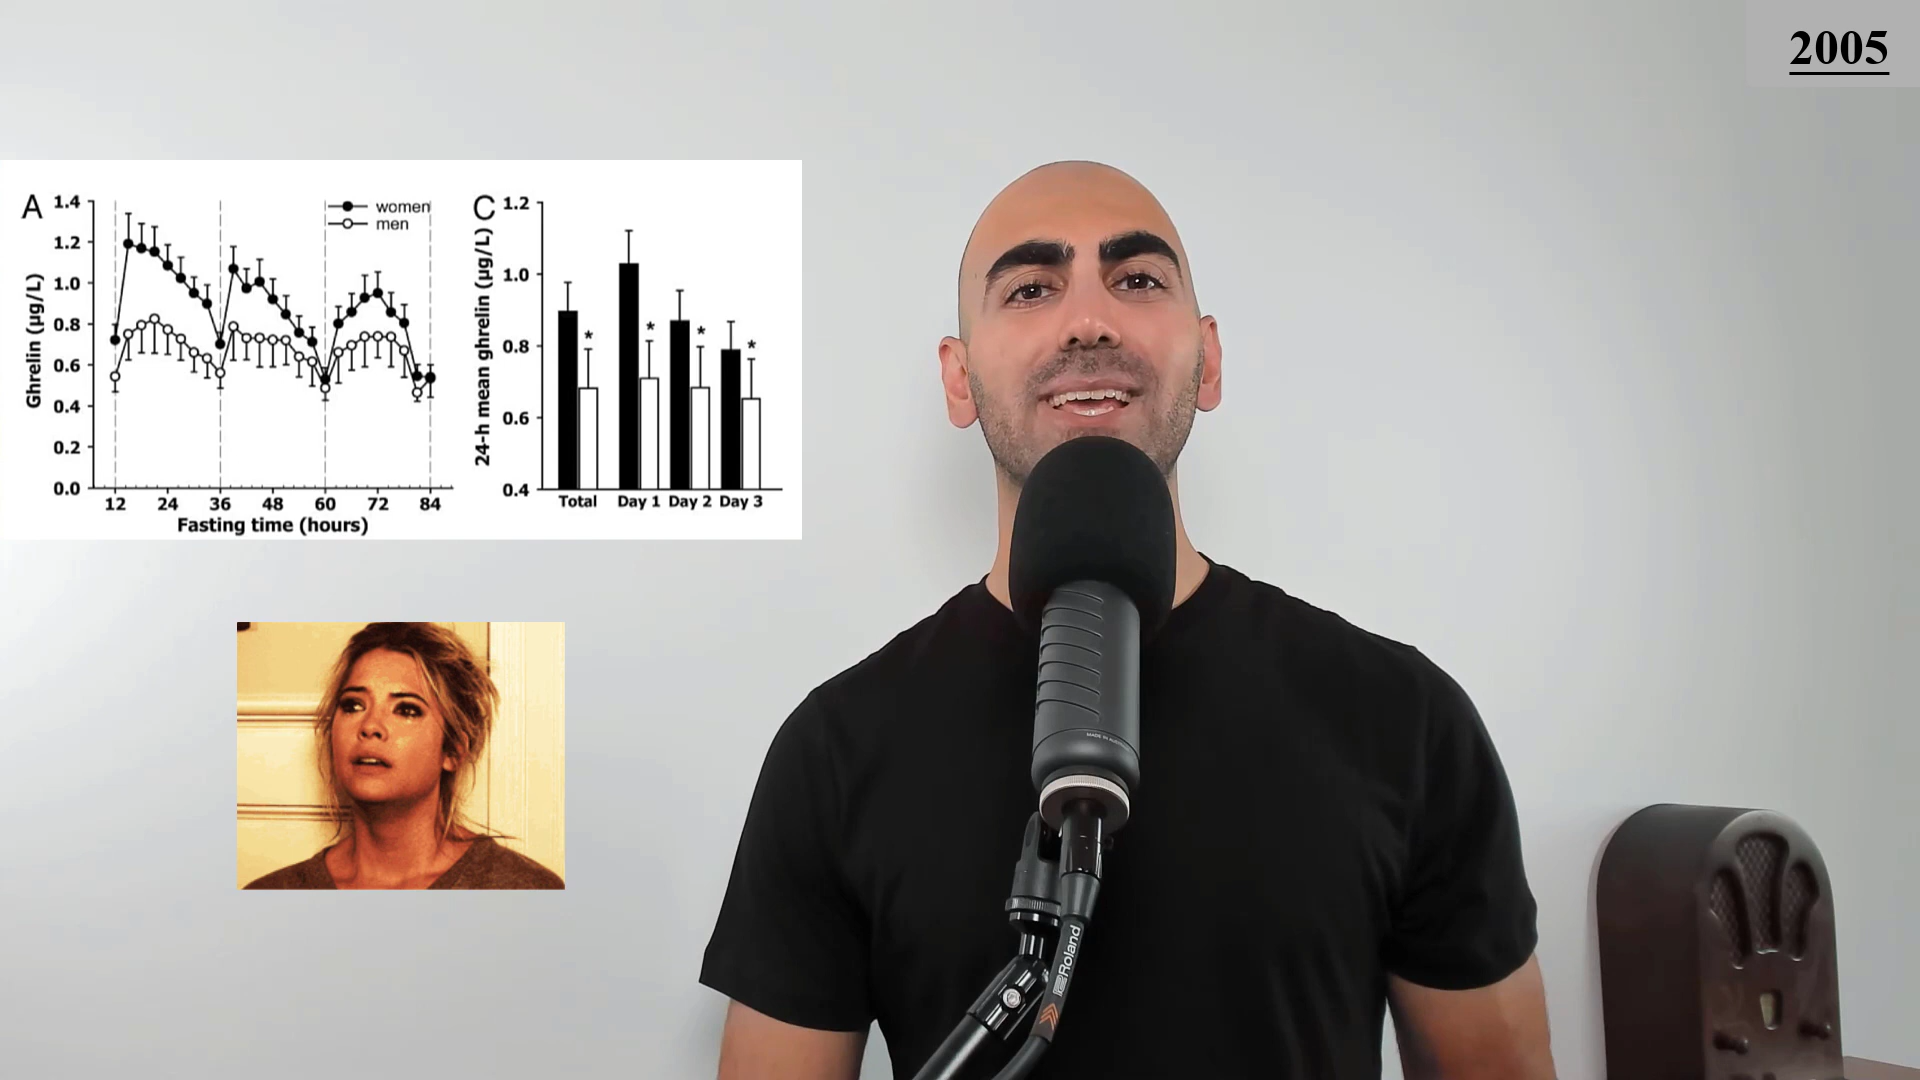 2005
A
1.4
1.2
1.0
0.8
0.6
0.4
0.2
0.0
Ghrelin (µg/L)
women
men
12 24 36 48 60 72 84
Fasting time (hours)
C
1.2
1.0
0.8
0.6
0.4
24-h mean ghrelin (µg/L)
*
*
*
*
Total Day 1 Day 2 Day 3
Roland